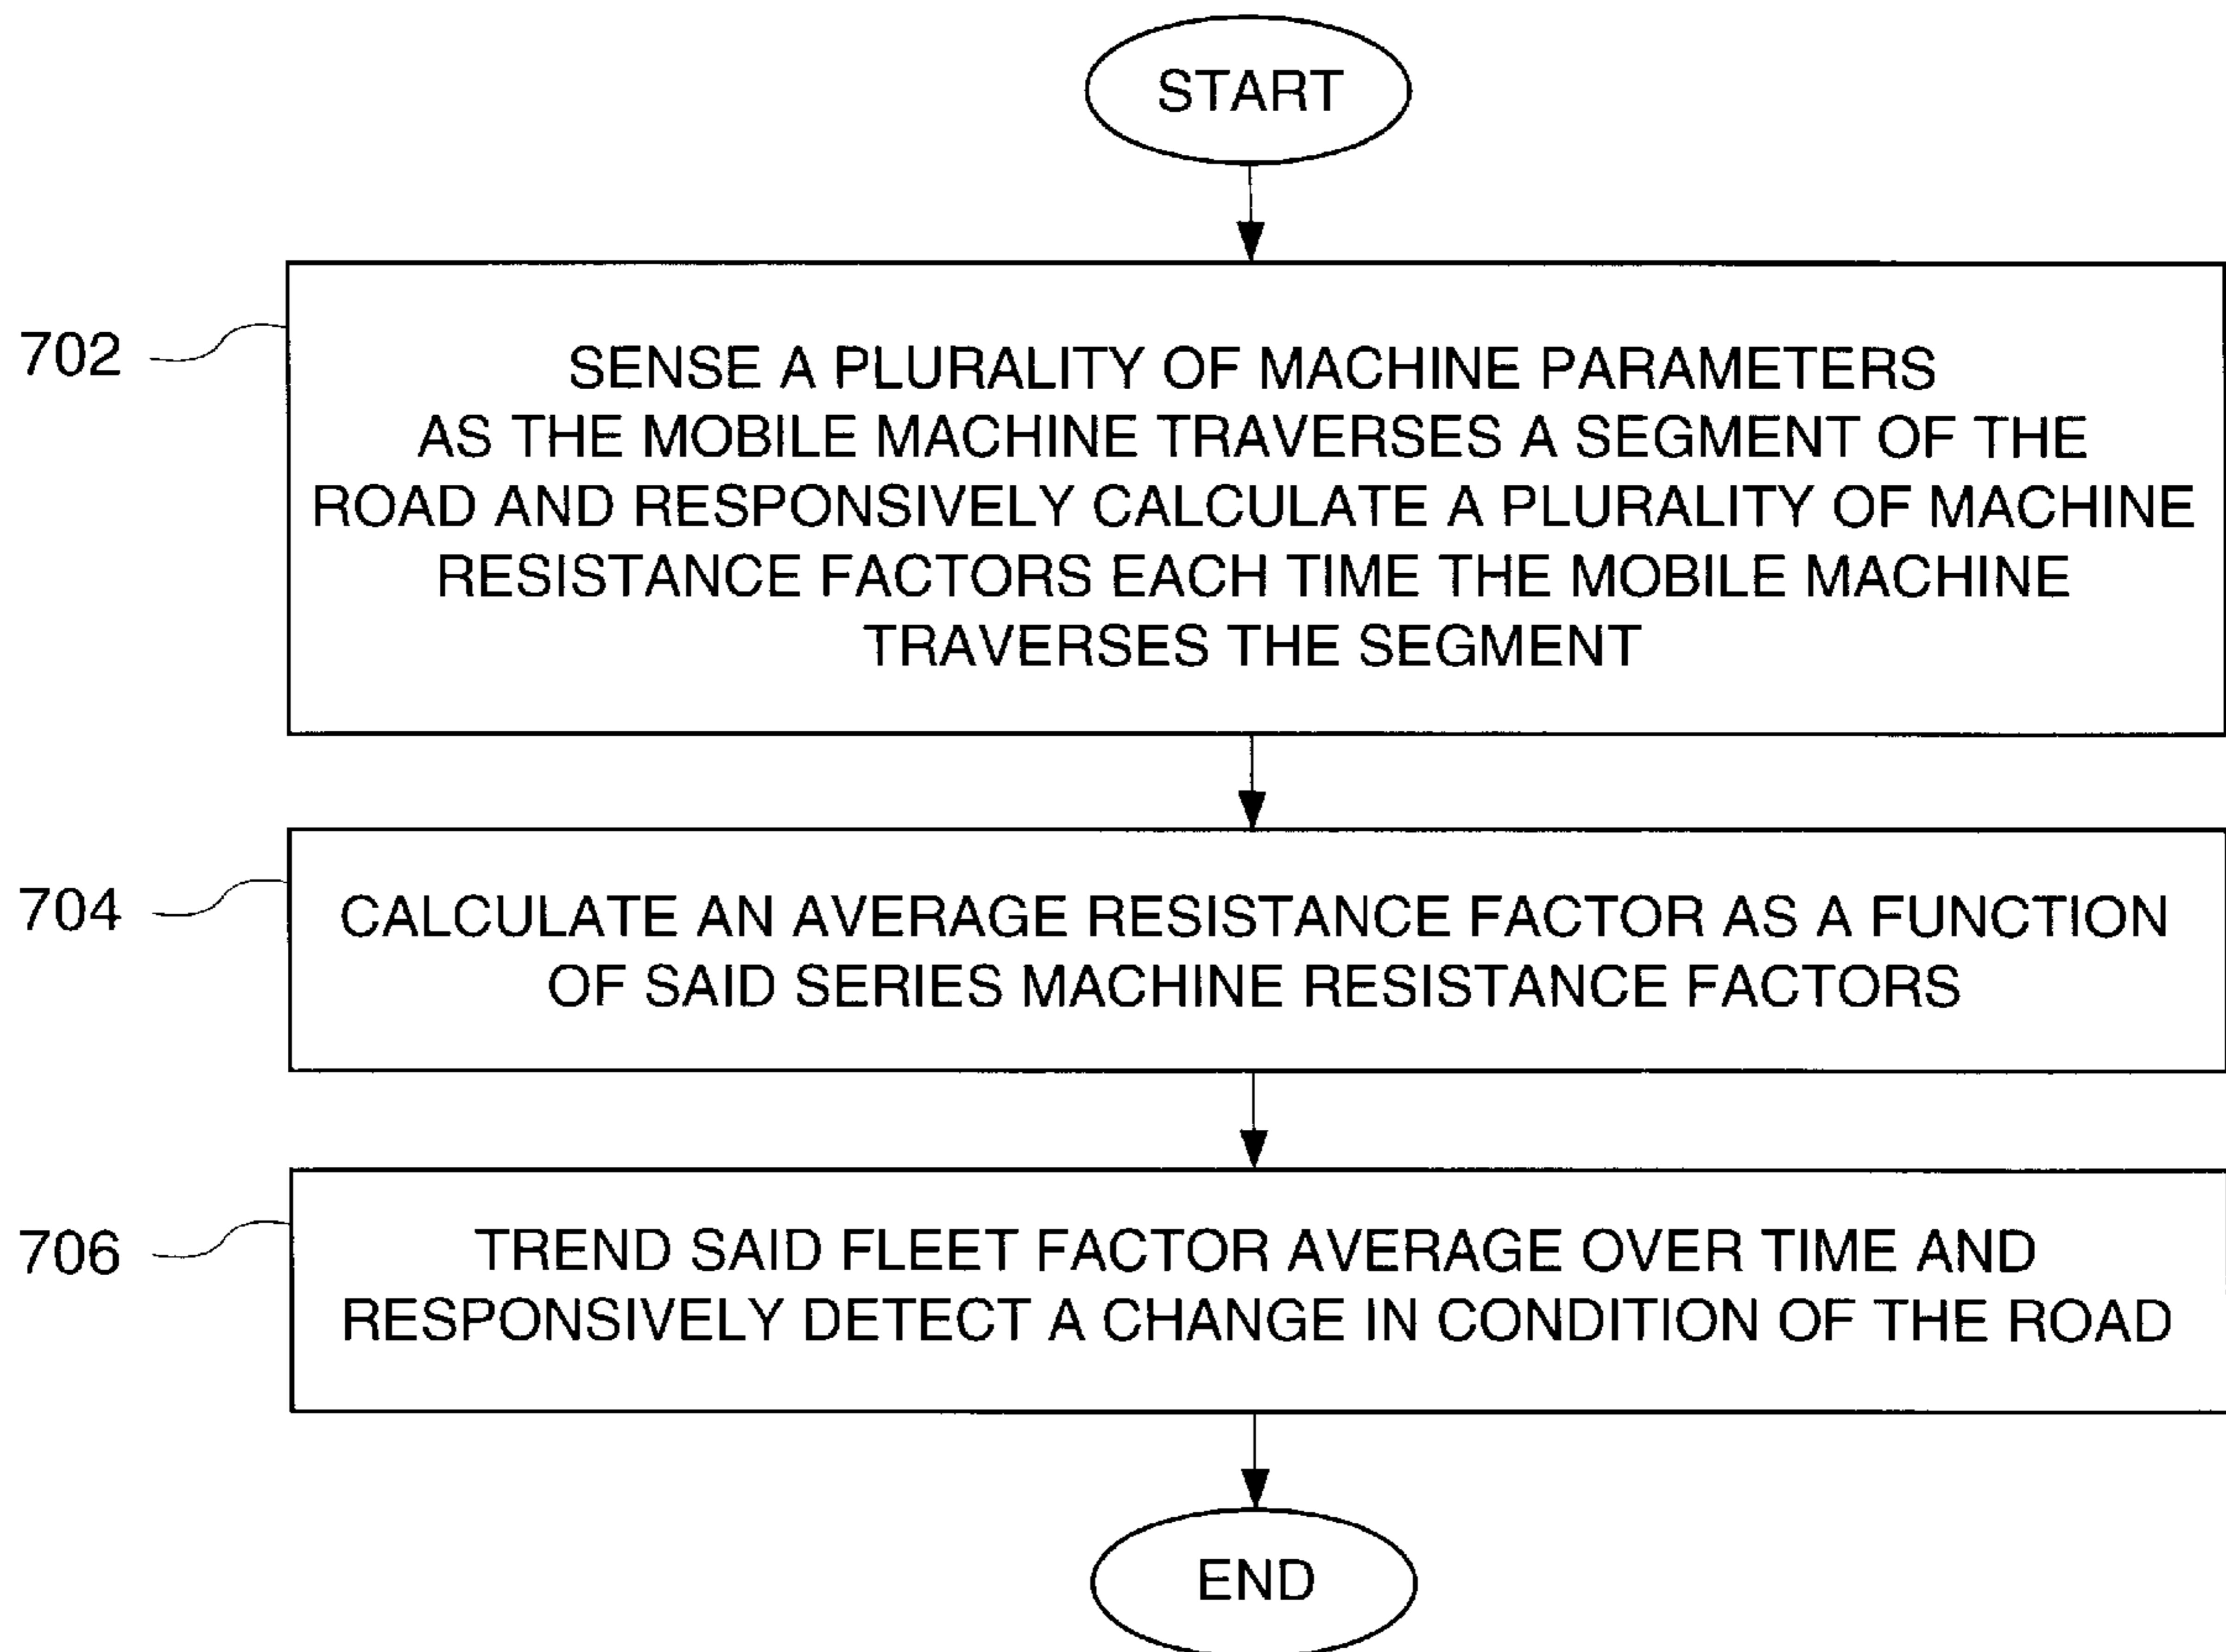 START
702
SENSE A PLURALITY OF MACHINE PARAMETERS
AS THE MOBILE MACHINE TRAVERSES A SEGMENT OF THE
ROAD AND RESPONSIVELY CALCULATE A PLURALITY OF MACHINE
RESISTANCE FACTORS EACH TIME THE MOBILE MACHINE
TRAVERSES THE SEGMENT
704
CALCULATE AN AVERAGE RESISTANCE FACTOR AS A FUNCTION
OF SAID SERIES MACHINE RESISTANCE FACTORS
706
TREND SAID FLEET FACTOR AVERAGE OVER TIME AND
RESPONSIVELY DETECT A CHANGE IN CONDITION OF THE ROAD
END